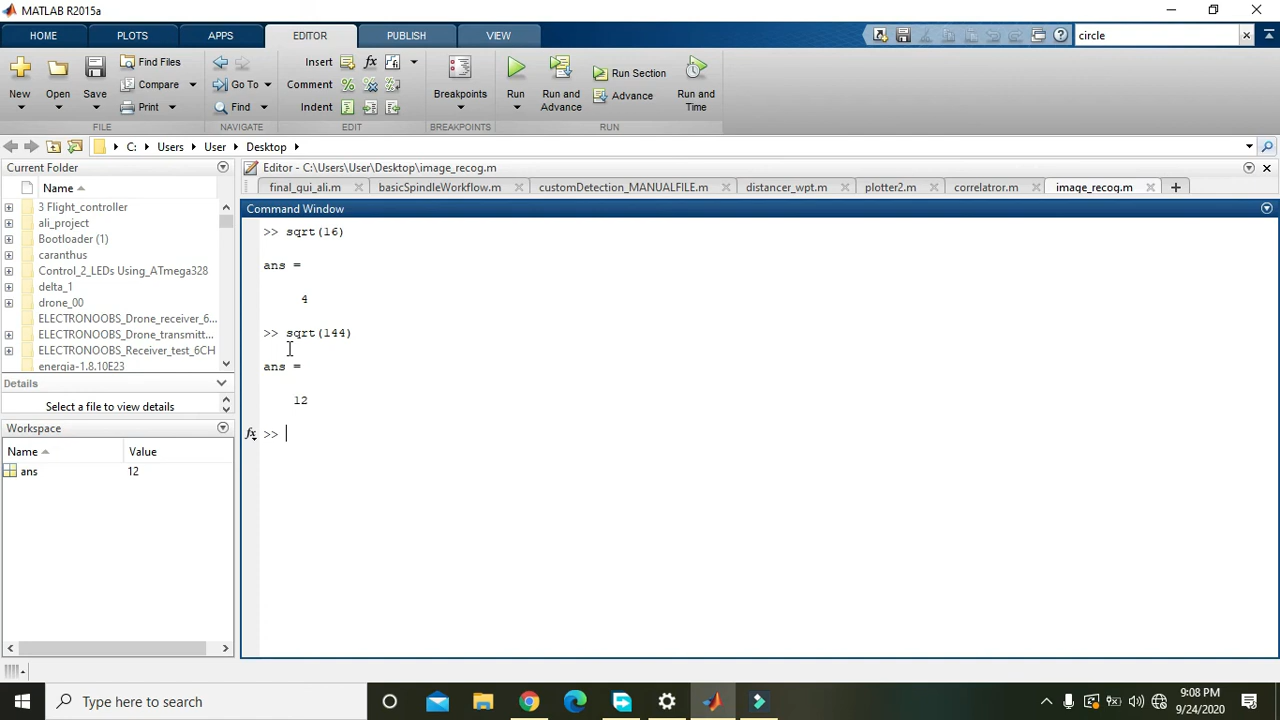 MATLAB R2015a
HOME PLOTS APPS EDITOR PUBLISH VIEW circle
New Open Save Find Files Compare Print
Insert Comment Indent
Go To Find
Breakpoints Run Run and Advance Run Section Advance Run and Time
FILE NAVIGATE EDIT BREAKPOINTS RUN
C: Users User Desktop
Current Folder
Name
3 Flight_controller
ali_project
Bootloader (1)
caranthus
Control_2_LEDs Using_ATmega328
delta_1
drone_00
ELECTRONOOBS_Drone_receiver_6...
ELECTRONOOBS_Drone_transmitt...
ELECTRONOOBS_Receiver_test_6CH
energia-1.8.10E23
Details
Select a file to view details
Workspace
Name Value
ans 12
Editor - C:\Users\User\Desktop\image_recog.m
final_gui_ali.m basicSpindleWorkflow.m customDetection_MANUALFILE.m distancer_wpt.m plotter2.m correlatror.m image_recog.m
Command Window
>> sqrt(16)
ans =
4
>> sqrt(144)
ans =
12
fx >>
Type here to search
9:08 PM
9/24/2020